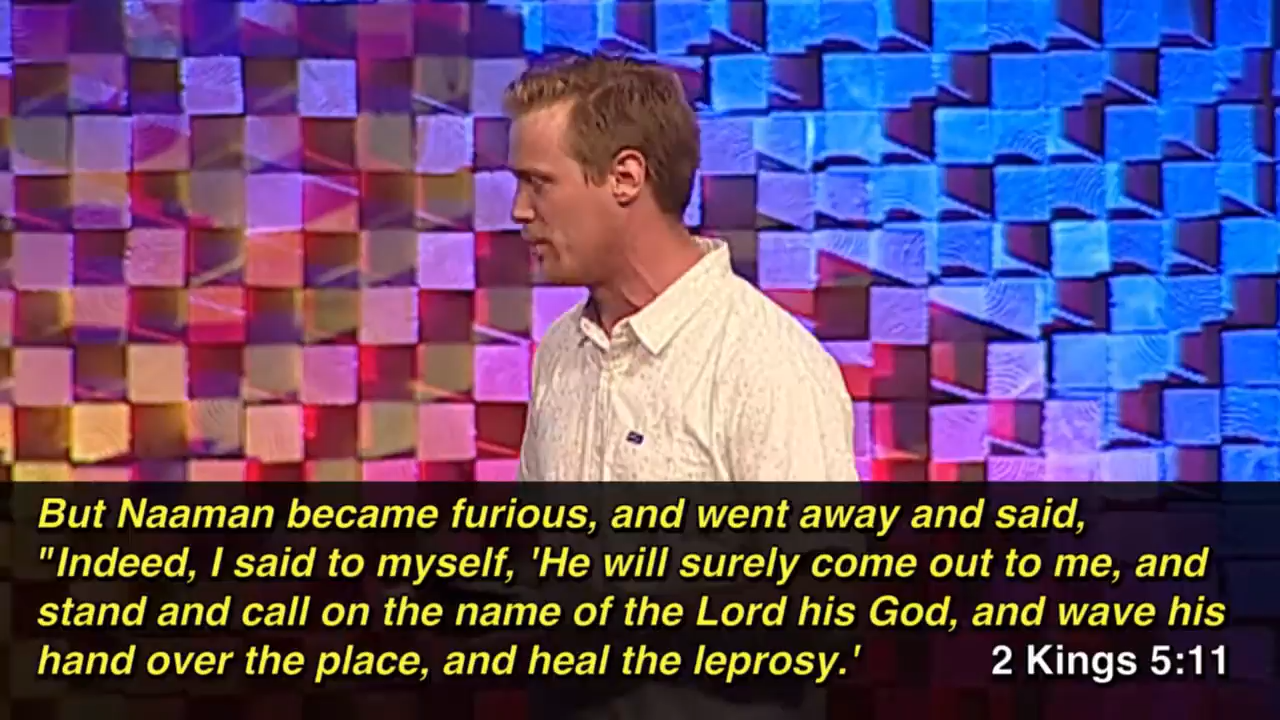 But Naaman became furious, and went away and said,
"Indeed, I said to myself, 'He will surely come out to me, and
stand and call on the name of the Lord his God, and wave his
hand over the place, and heal the leprosy.'
2 Kings 5:11